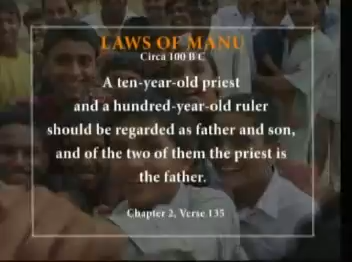 LAWS OF MANU
Circa 100 B C
A ten-year-old priest
and a hundred-year-old ruler
should be regarded as father and son,
and of the two of them the priest is
the father.
Chapter 2, Verse 135